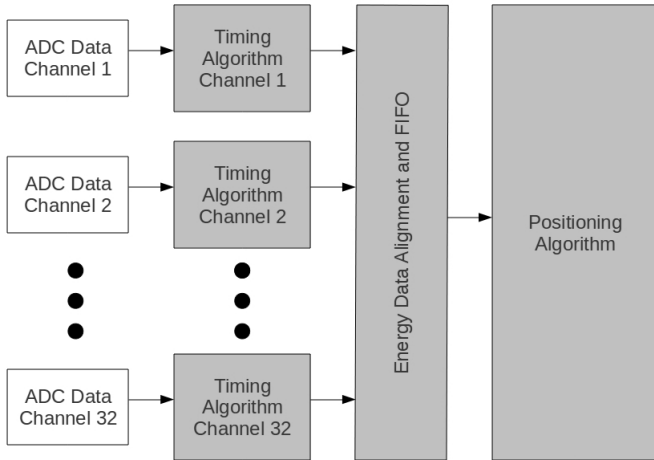 ADC Data
Channel 1
Timing
Algorithm
Channel 1
ADC Data
Channel 2
Timing
Algorithm
Channel 2
ADC Data
Channel 32
Timing
Algorithm
Channel 32
Energy Data Alignment and FIFO
Positioning
Algorithm